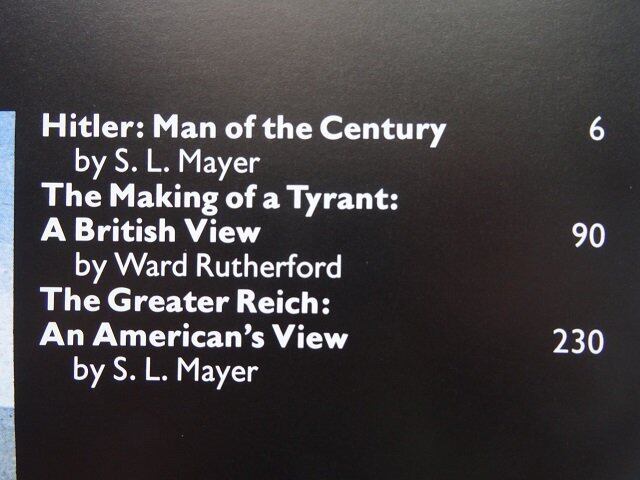 Hitler: Man of the Century 6
by S. L. Mayer
The Making of a Tyrant:
A British View 90
by Ward Rutherford
The Greater Reich:
An American's View 230
by S. L. Mayer